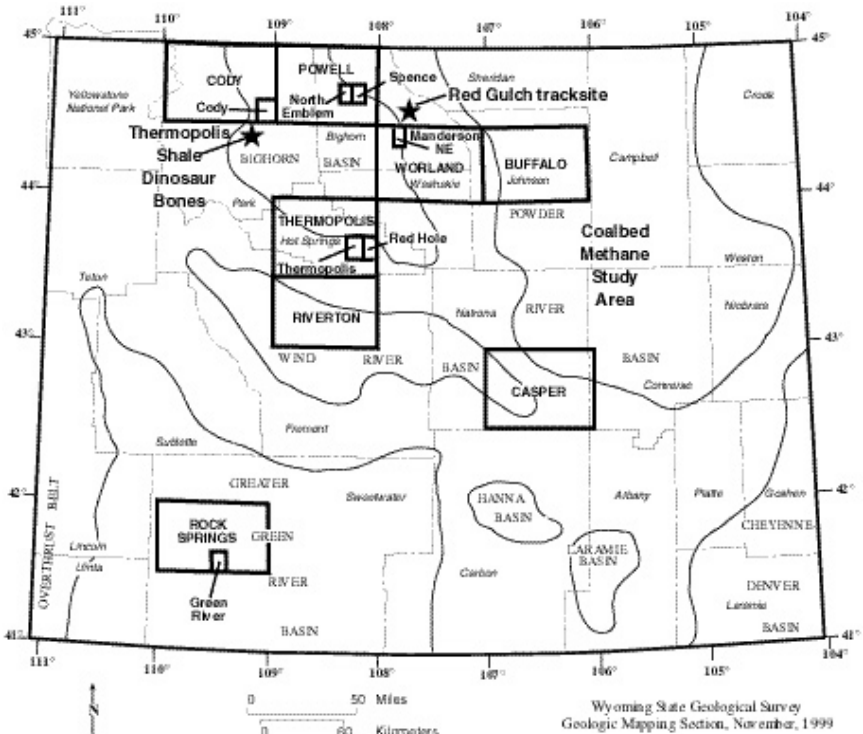 111° 110° 109° 108° 107° 106° 105° 104°
45° 45°
Yellowstone
National Park
CODY
Cody
POWELL
North
Emblem
Spence
Sheridan
Red Gulch tracksite
Crook
Thermopolis
Shale
Dinosaur
Bones
BIGHORN
BASIN
Bighorn
Manderson
NE
WORLAND
Washakie
BUFFALO
Johnson
Campbell
44° 44°
Park
POWDER
THERMOPOLIS
Hot Springs
Red Hole
Thermopolis
Coalbed
Methane
Study
Area
Weston
Teton
Natrona
RIVER
Niobrara
RIVERTON
43° 43°
WIND
RIVER
BASIN
BASIN
CASPER
Converse
Sublette
Fremont
GREATER
42° 42°
Sweetwater
HANNA
BASIN
Albany
Platte
Goshen
CHEYENNE
OVERTHRUST BELT
ROCK
SPRINGS
GREEN
LARAMIE
BASIN
Lincoln
Uinta
Carbon
RIVER
DENVER
Green
River
Laramie
BASIN
BASIN
41° 41°
111° 110° 109° 108° 107° 106° 105° 104°
N
0 50 Miles
0 60 Kilometers
Wyoming State Geological Survey
Geologic Mapping Section, November, 1999